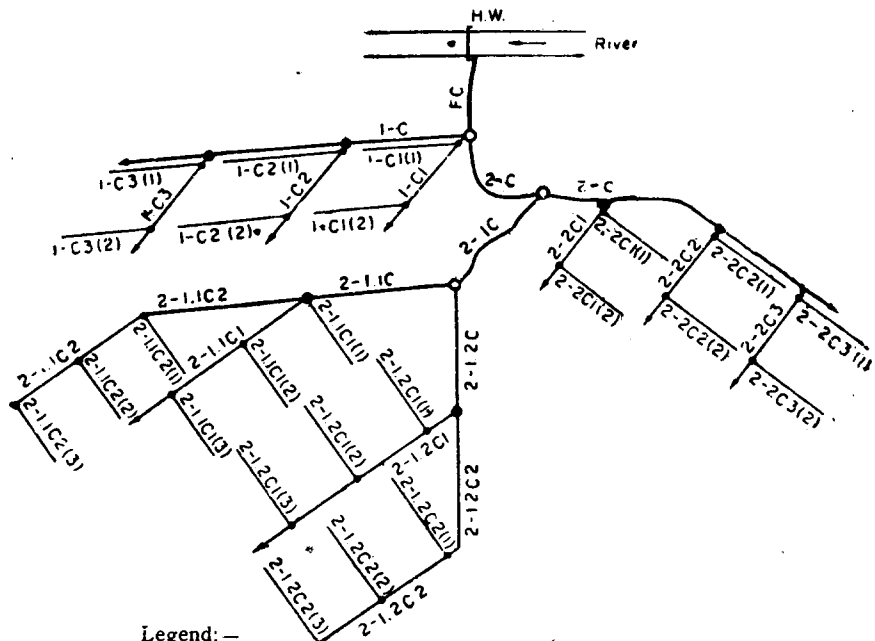 H.W.
River
FC
1-C
1-C1(1)
1-C2(1)
1-C3(1)
1-C1
1-C2
1-C3
1-C1(2)
1-C2(2)
1-C3(2)
2-C
2-C
2-1C
2-2C1
2-2C1(1)
2-2C1(2)
2-2C2
2-2C2(1)
2-2C2(2)
2-2C3
2-2C3(1)
2-2C3(2)
2-1.1C
2-1.1C2
2-1.1C2
2-1.1C1
2-1.1C1(1)
2-1.1C1(2)
2-1.1C1(3)
2-1.1C2(1)
2-1.1C2(2)
2-1.1C2(3)
2-1.2C
2-1.2C1
2-1.2C1(1)
2-1.2C1(2)
2-1.2C1(3)
2-1.2C2
2-1.2C2(1)
2-1.2C2(2)
2-1.2C2(3)
2-1.2C2
Legend: –